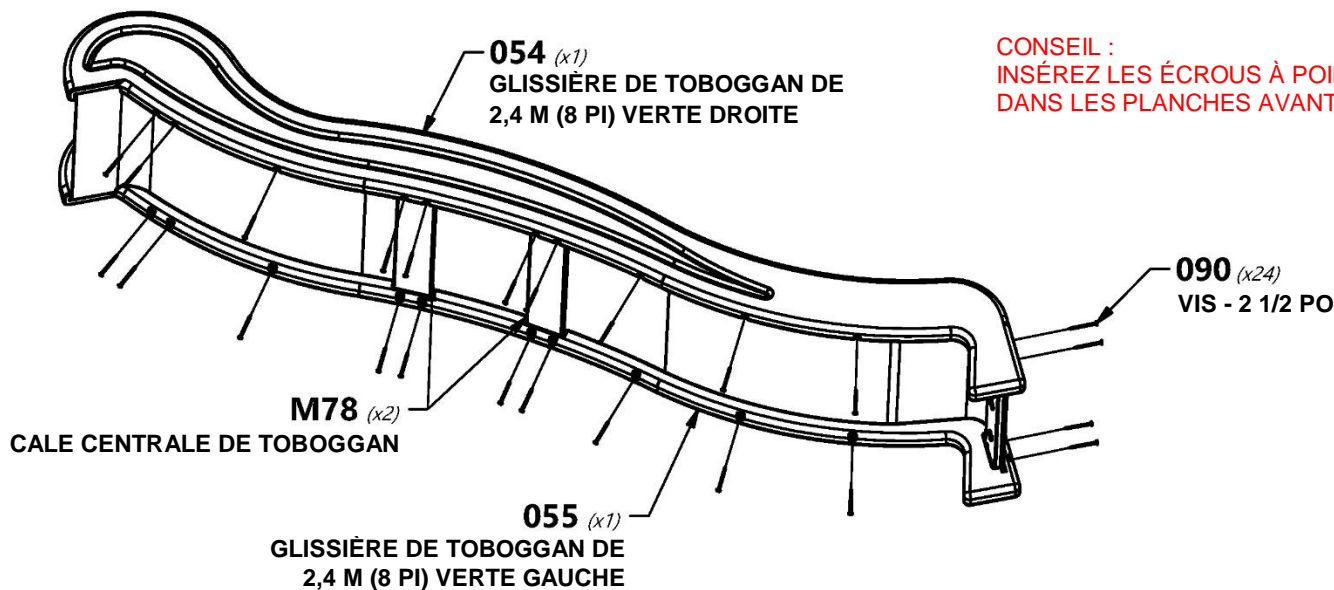 054 (x1)
GLISSIÈRE DE TOBOGGAN DE
2,4 M (8 PI) VERTE DROITE
CONSEIL :
INSÉREZ LES ÉCROUS À
DANS LES PLANCHES AVANT
090 (x24)
VIS - 2 1/2 PO
M78 (x2)
CALE CENTRALE DE TOBOGGAN
055 (x1)
GLISSIÈRE DE TOBOGGAN DE
2,4 M (8 PI) VERTE GAUCHE